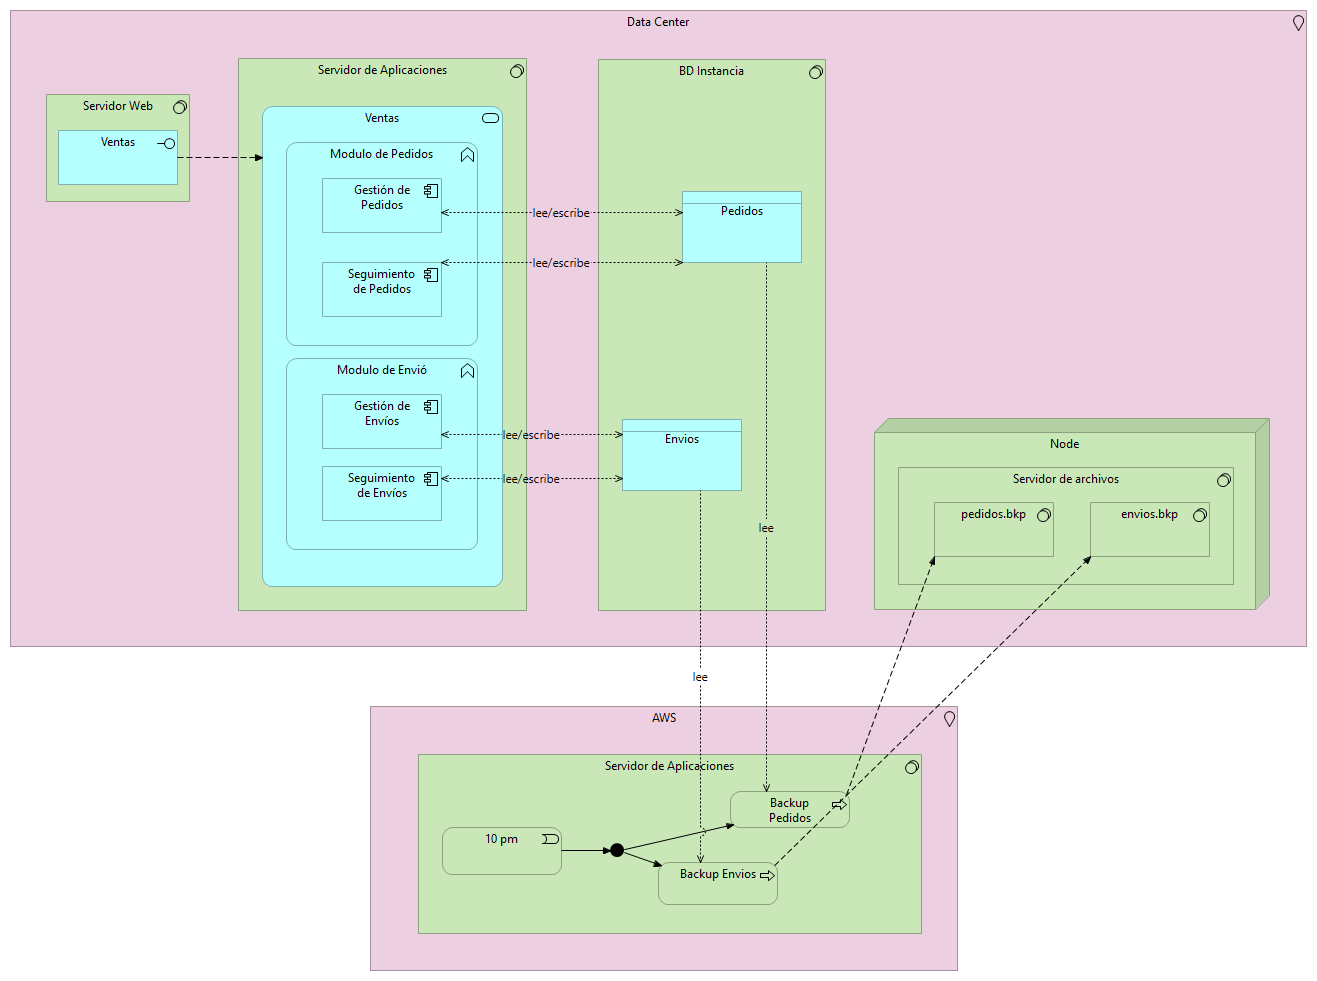 Data Center
Servidor Web
Ventas
Servidor de Aplicaciones
Ventas
Modulo de Pedidos
Gestión de
Pedidos
Seguimiento
de Pedidos
Modulo de Envió
Gestión de
Envíos
Seguimiento
de Envíos
lee/escribe
lee/escribe
lee/escribe
lee/escribe
BD Instancia
Pedidos
Envios
lee
lee
Node
Servidor de archivos
pedidos.bkp
envios.bkp
AWS
Servidor de Aplicaciones
10 pm
Backup
Pedidos
Backup Envios